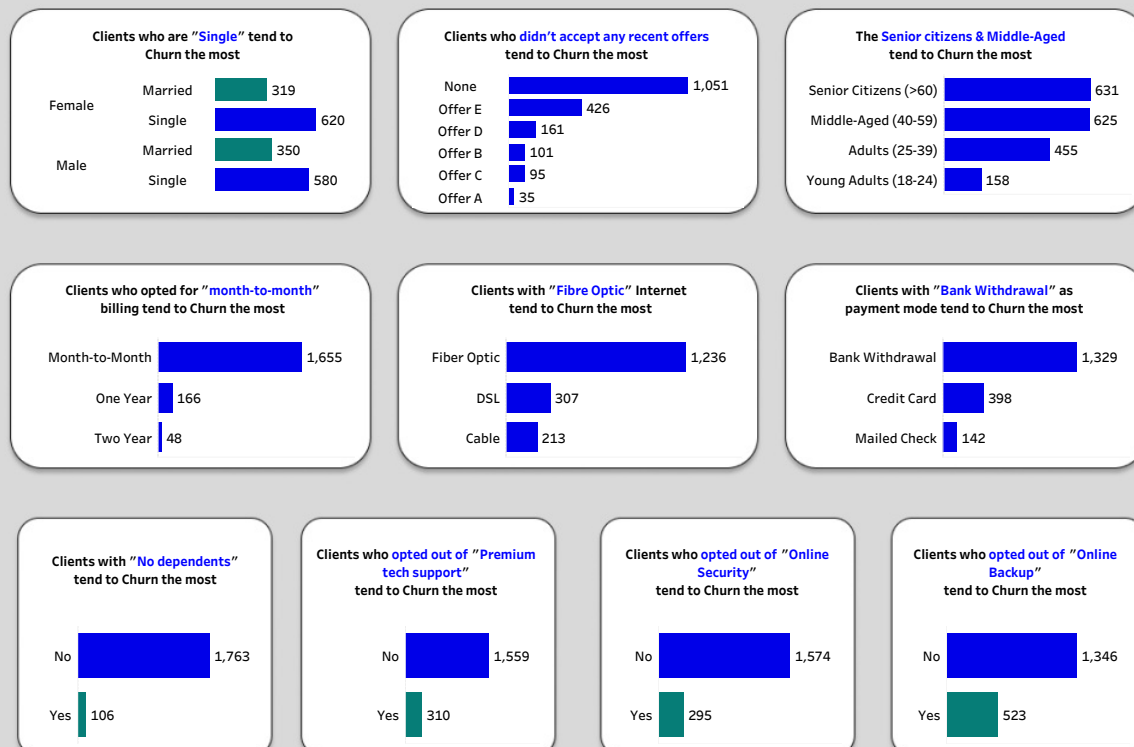 Clients who are "Single" tend to
Churn the most
Female
Married
319
Single
620
Male
Married
350
Single
580
Clients who didn't accept any recent offers
tend to Churn the most
None
1,051
Offer E
426
Offer D
161
Offer B
101
Offer C
95
Offer A
35
The Senior citizens & Middle-Aged
tend to Churn the most
Senior Citizens (>60)
631
Middle-Aged (40-59)
625
Adults (25-39)
455
Young Adults (18-24)
158
Clients who opted for "month-to-month"
billing tend to Churn the most
Month-to-Month
1,655
One Year
166
Two Year
48
Clients with "Fibre Optic" Internet
tend to Churn the most
Fiber Optic
1,236
DSL
307
Cable
213
Clients with "Bank Withdrawal" as
payment mode tend to Churn the most
Bank Withdrawal
1,329
Credit Card
398
Mailed Check
142
Clients with "No dependents"
tend to Churn the most
No
1,763
Yes
106
Clients who opted out of "Premium
tech support"
tend to Churn the most
No
1,559
Yes
310
Clients who opted out of "Online
Security"
tend to Churn the most
No
1,574
Yes
295
Clients who opted out of "Online
Backup"
tend to Churn the most
No
1,346
Yes
523